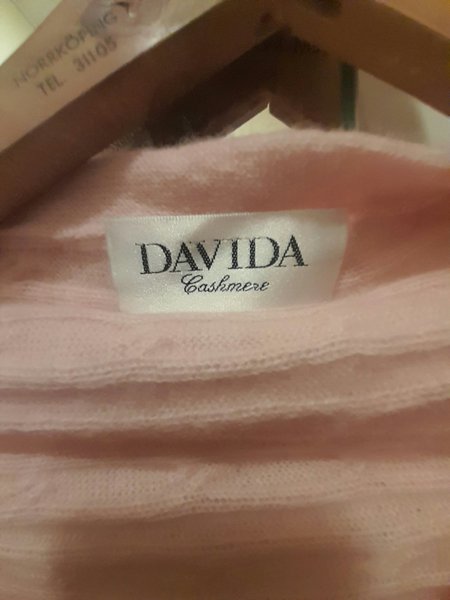 NORRKÖPING
TEL. 31105
DAVIDA
Cashmere